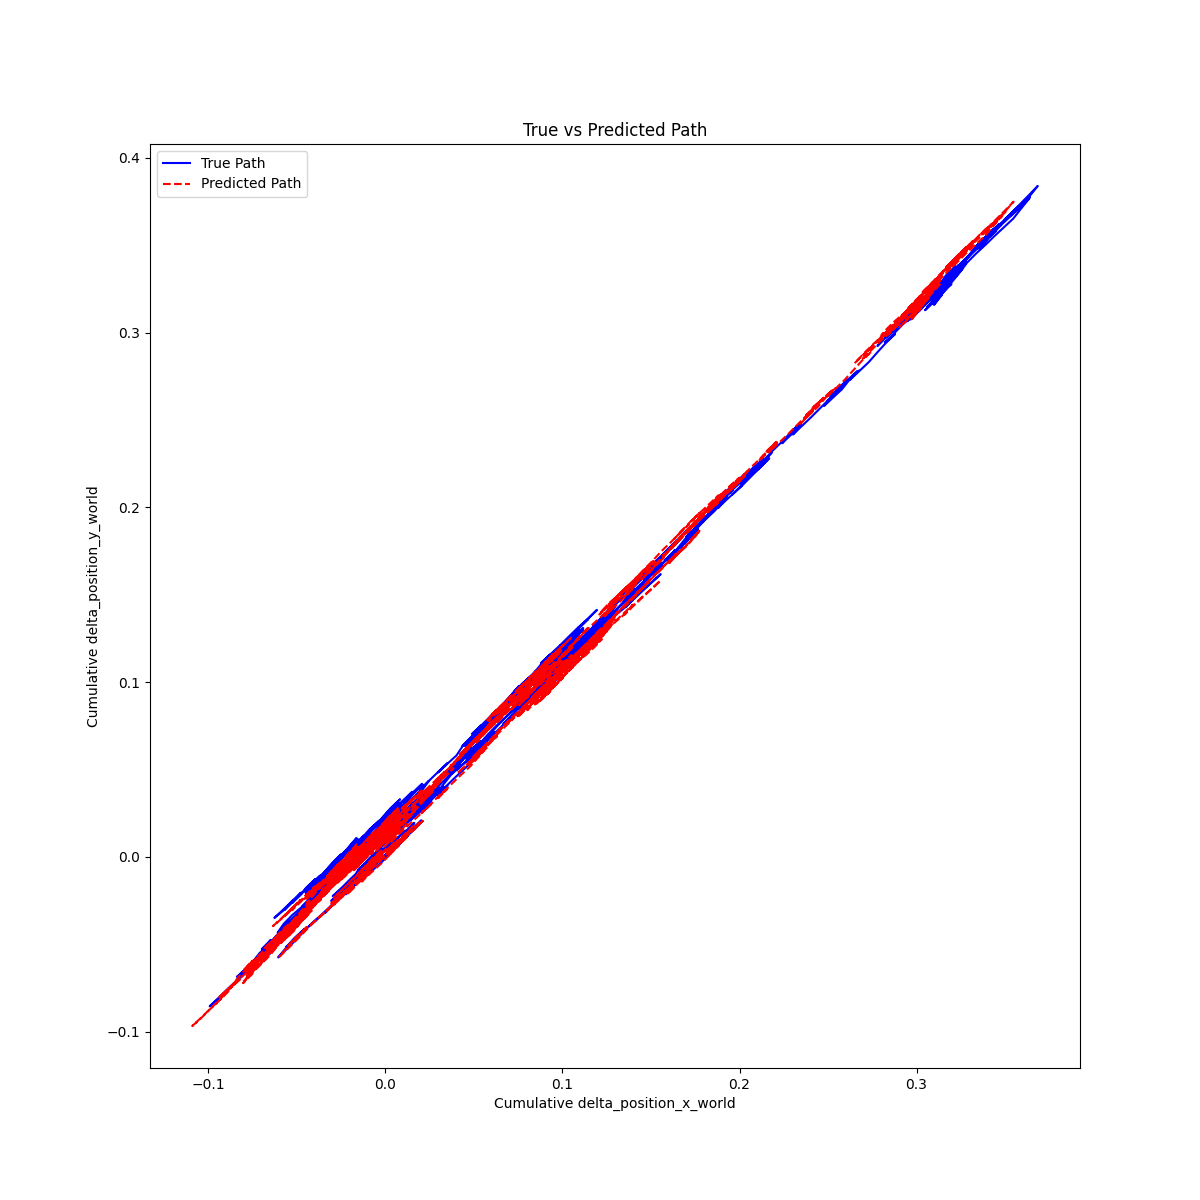 True vs Predicted Path
True Path
Predicted Path
0.4
0.3
0.2
0.1
0.0
−0.1
Cumulative delta_position_y_world
−0.1 0.0 0.1 0.2 0.3
Cumulative delta_position_x_world